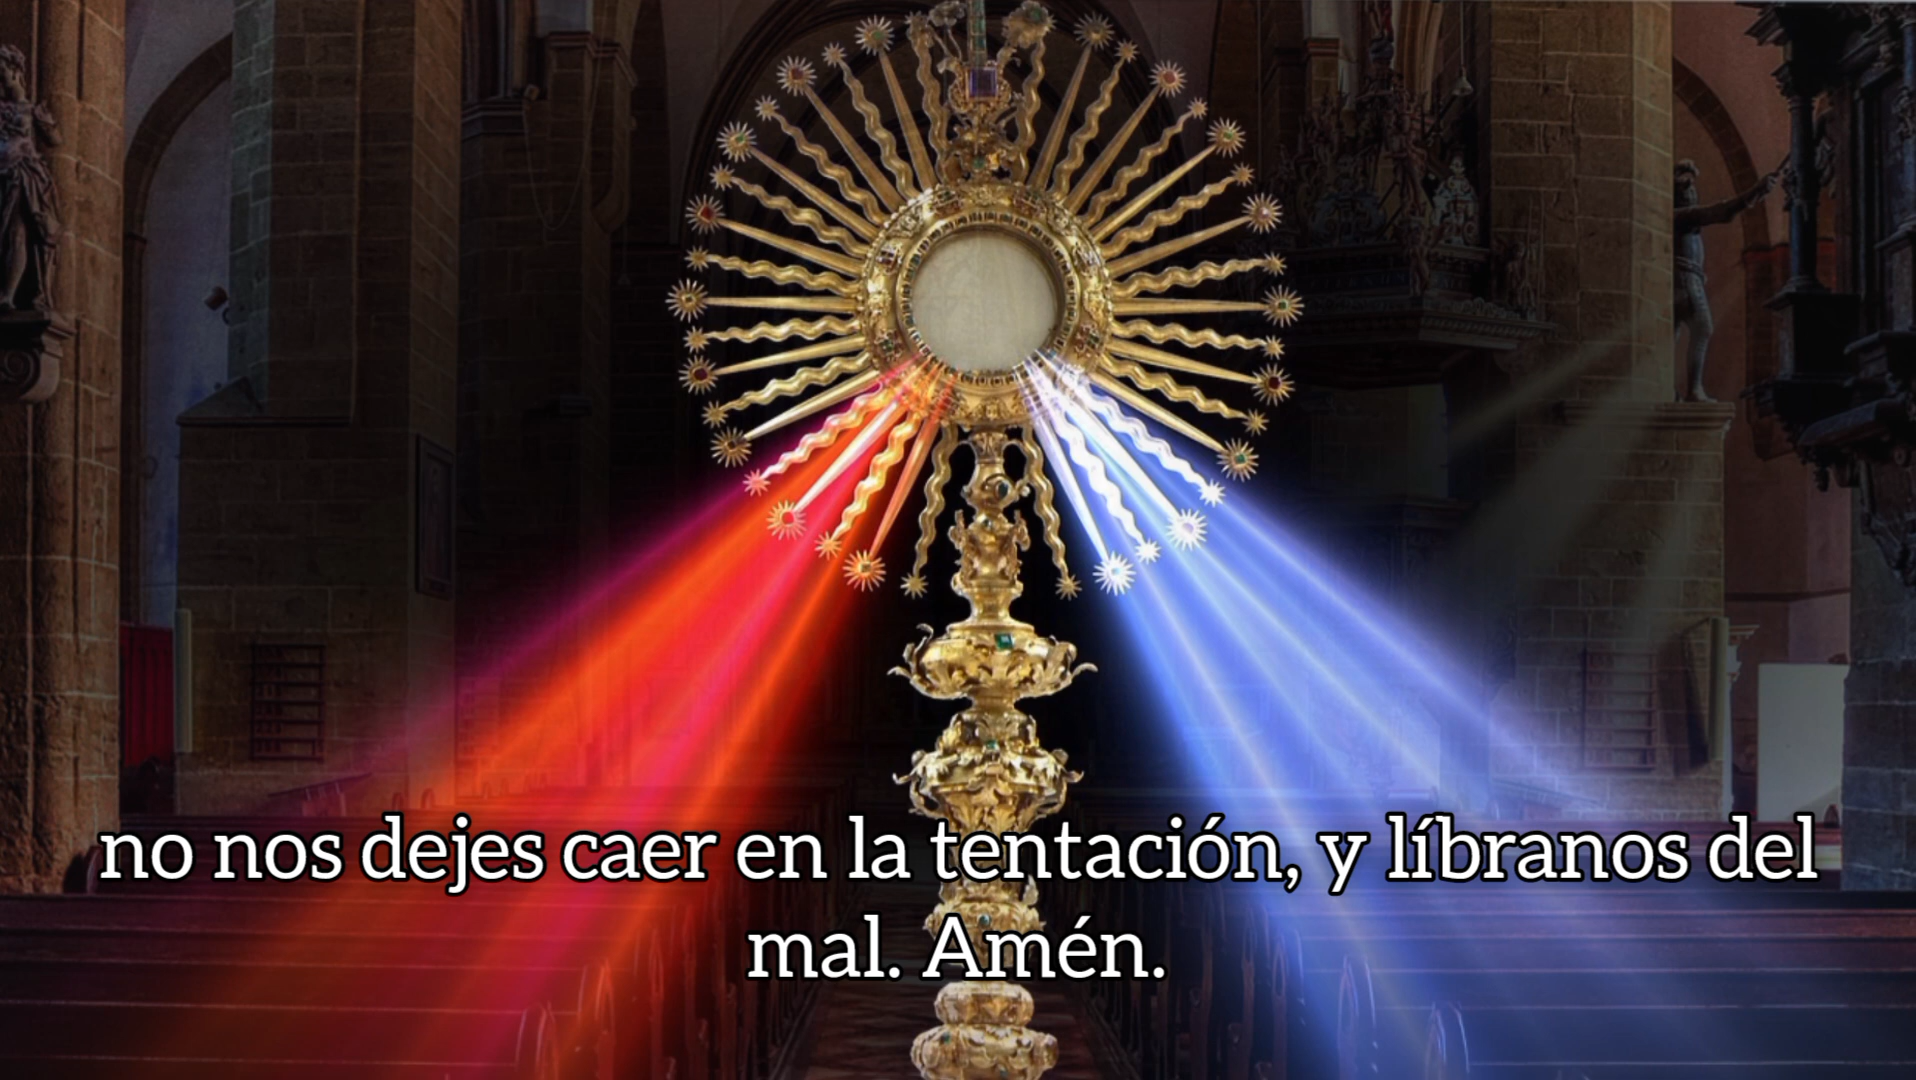 no nos dejes caer en la tentación, y líbranos del
mal. Amén.